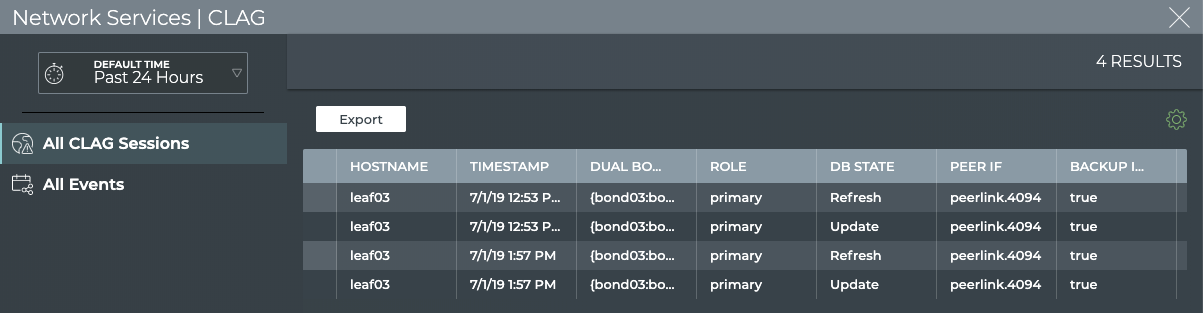 Network Services | CLAG
DEFAULT TIME
Past 24 Hours
4 RESULTS
All CLAG Sessions
All Events
Export
HOSTNAME TIMESTAMP DUAL BO... ROLE DB STATE PEER IF BACKUP I...
leaf03 7/1/19 12:53 P... {bond03:bo... primary Refresh peerlink.4094 true
leaf03 7/1/19 12:53 P... {bond03:bo... primary Update peerlink.4094 true
leaf03 7/1/19 1:57 PM {bond03:bo... primary Refresh peerlink.4094 true
leaf03 7/1/19 1:57 PM {bond03:bo... primary Update peerlink.4094 true